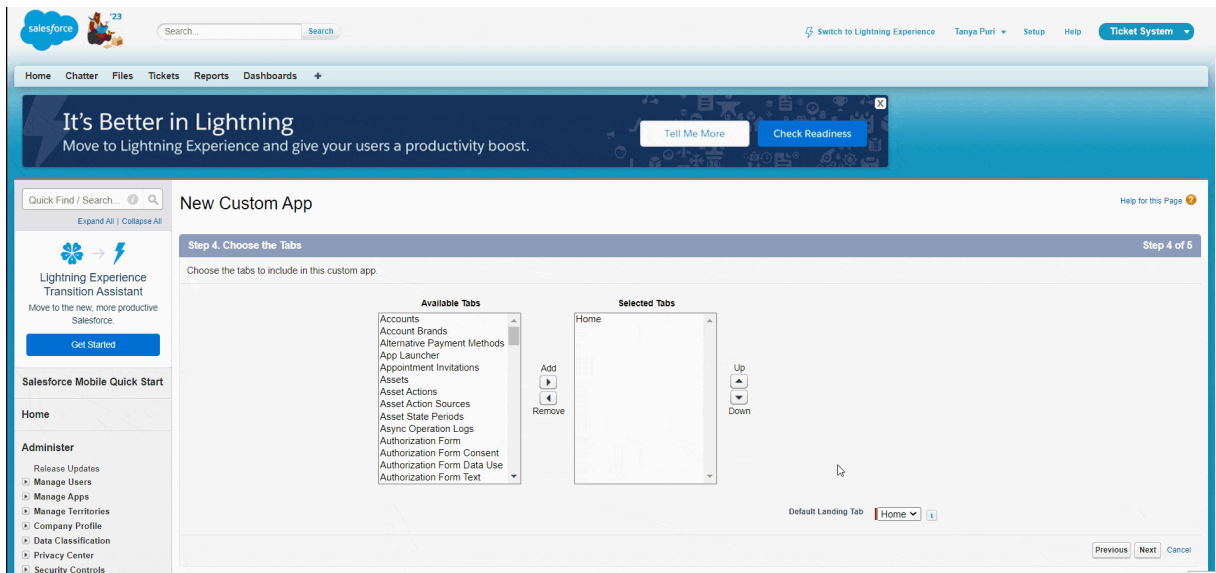 salesforce '23 Search... Search Switch to Lightning Experience Tanya Puri Setup Help Ticket System
Home Chatter Files Tickets Reports Dashboards +
It's Better in Lightning
Move to Lightning Experience and give your users a productivity boost.
Tell Me More Check Readiness X
Quick Find / Search...
Expand All | Collapse All
Lightning Experience
Transition Assistant
Move to the new, more productive
Salesforce.
Get Started
Salesforce Mobile Quick Start
Home
Administer
Release Updates
Manage Users
Manage Apps
Manage Territories
Company Profile
Data Classification
Privacy Center
Security Controls
New Custom App
Help for this Page ?
Step 4. Choose the Tabs Step 4 of 5
Choose the tabs to include in this custom app.
Available Tabs
Accounts
Account Brands
Alternative Payment Methods
App Launcher
Appointment Invitations
Assets
Asset Actions
Asset Action Sources
Asset State Periods
Async Operation Logs
Authorization Form
Authorization Form Consent
Authorization Form Data Use
Authorization Form Text
Add
Remove
Selected Tabs
Home
Up
Down
Default Landing Tab Home i
Previous Next Cancel